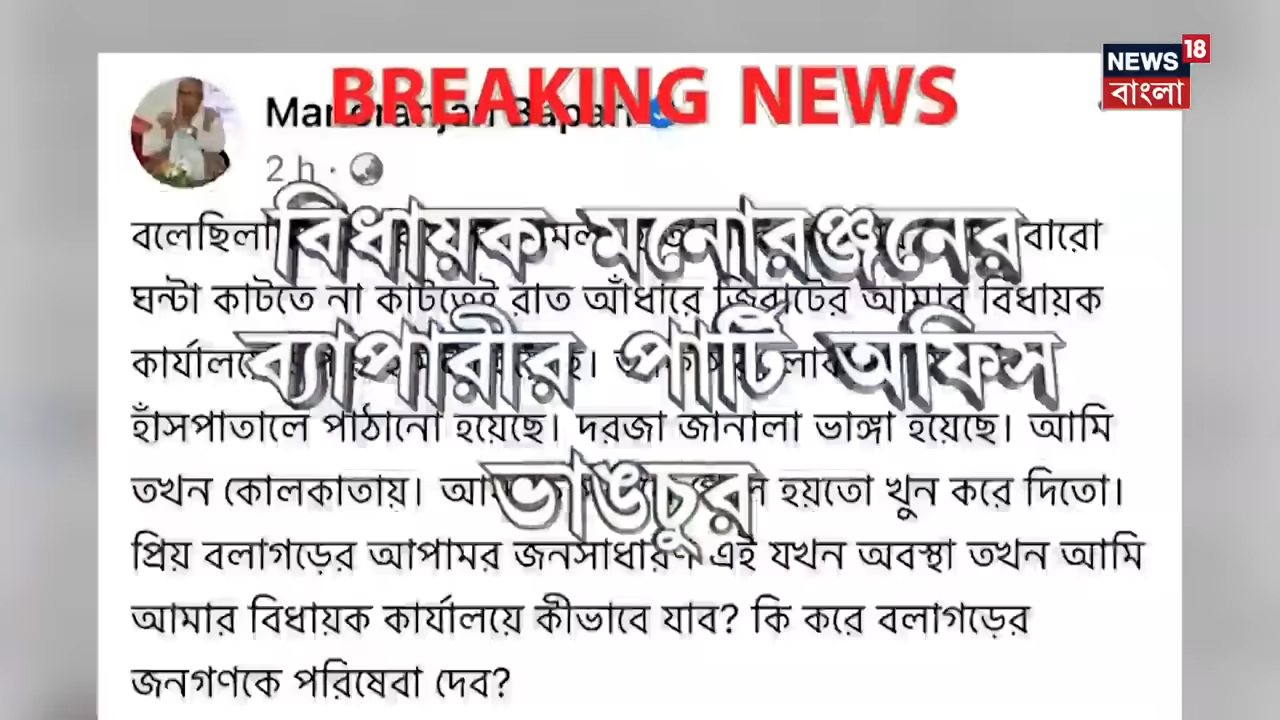 BREAKING NEWS
NEWS 18
বাংলা
2 h
বিধায়ক মনোরঞ্জনের
ব্যাপারীর পার্টি অফিস
ভাঙচুর
বারো
ঘন্টা কাটতে না কাটতেই রাত আঁধারে জিরাটের আমার বিধায়ক
হাঁসপাতালে পাঠানো হয়েছে। দরজা জানালা ভাঙ্গা হয়েছে। আমি
তখন কোলকাতায়। হয়তো খুন করে দিতো।
প্রিয় বলাগড়ের আপামর জনসাধারণ এই যখন অবস্থা তখন আমি
আমার বিধায়ক কার্যালয়ে কীভাবে যাব? কি করে বলাগড়ের
জনগণকে পরিষেবা দেব?